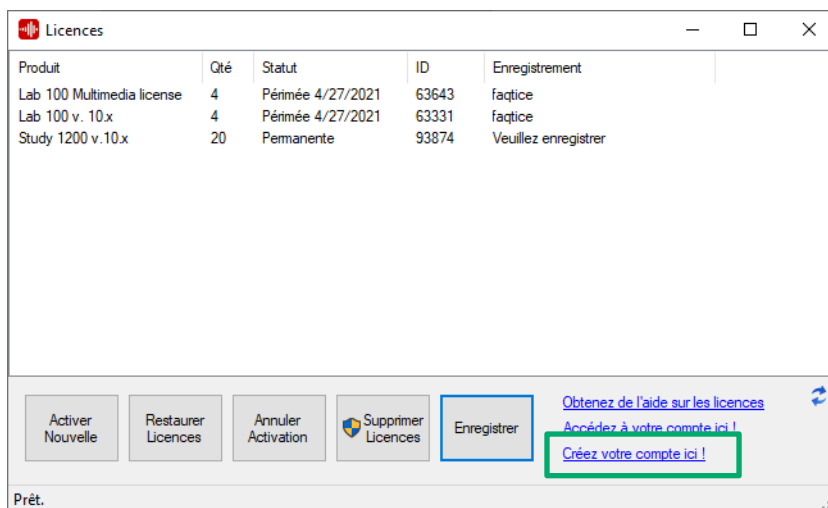 Licences
Produit Qté Statut ID Enregistrement
Lab 100 Multimedia license 4 Périmée 4/27/2021 63643 faqtice
Lab 100 v. 10.x 4 Périmée 4/27/2021 63331 faqtice
Study 1200 v.10.x 20 Permanente 93874 Veuillez enregistrer
Activer
Nouvelle
Restaurer
Licences
Annuler
Activation
Supprimer
Licences
Enregistrer
Obtenez de l'aide sur les licences
Accédez à votre compte ici !
Créez votre compte ici !
Prêt.